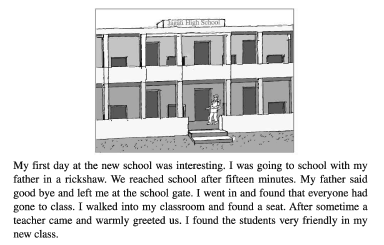 Jagati High School
My first day at the new school was interesting. I was going to school with my
father in a rickshaw. We reached school after fifteen minutes. My father said
good bye and left me at the school gate. I went in and found that everyone had
gone to class. I walked into my classroom and found a seat. After sometime a
teacher came and warmly greeted us. I found the students very friendly in my
new class.